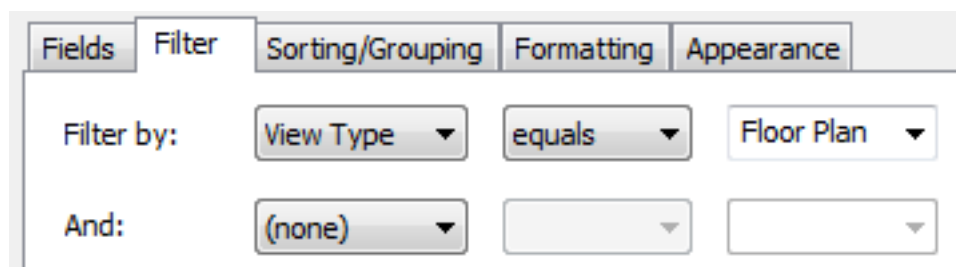 Fields Filter Sorting/Grouping Formatting Appearance
Filter by: View Type equals Floor Plan
And: (none)